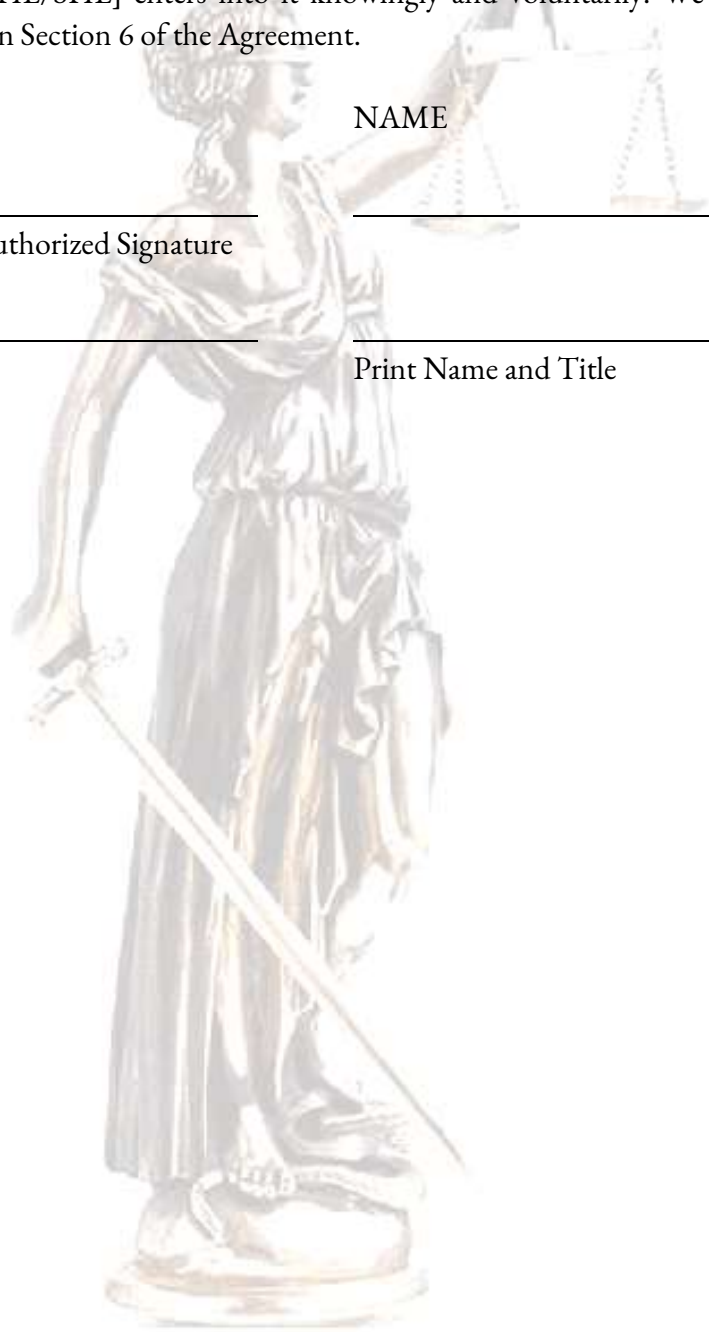 HE/SHE] enters into it knowingly and voluntarily. We
n Section 6 of the Agreement.
NAME
uthorized Signature
Print Name and Title